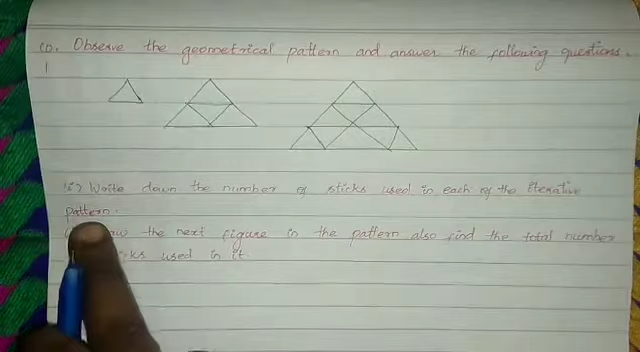 (1). Observe the geometrical pattern and answer the following questions.
(i) Write down the number of sticks used in each of the iterative
pattern.
the next figure in the pattern also find the total number
used in it.